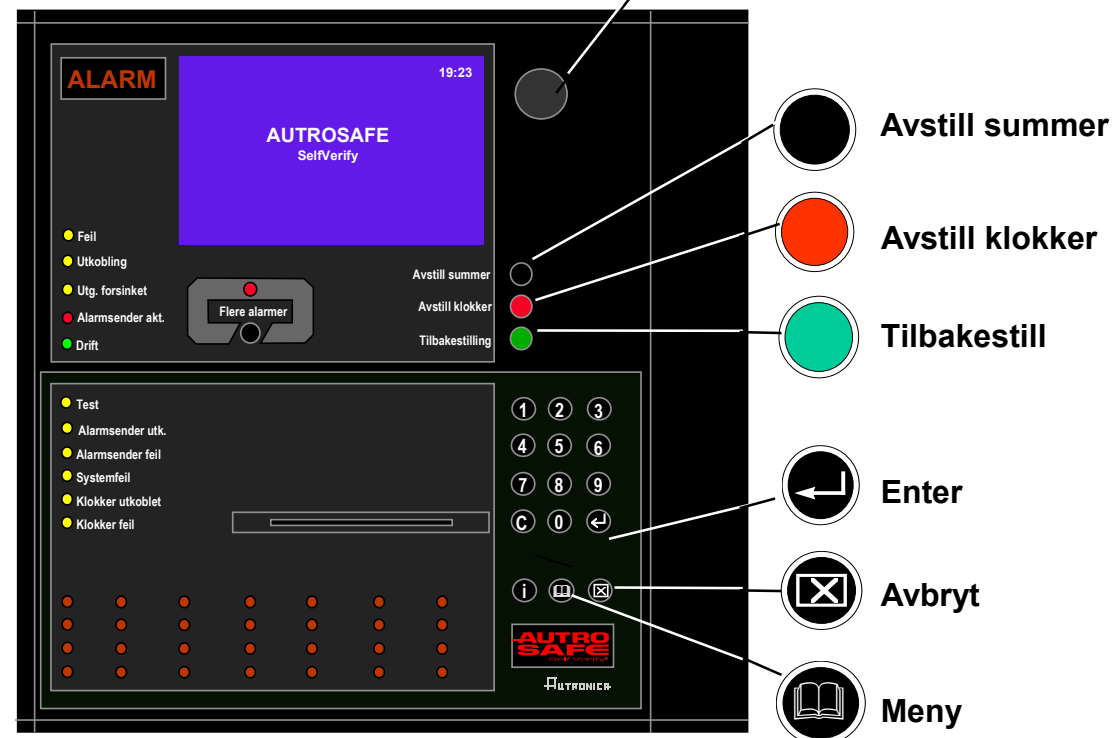 ALARM
19:23
AUTROSAFE
SelfVerify
Feil
Utkobling
Utg. forsinket
Alarmsender akt.
Drift
Flere alarmer
Avstill summer
Avstill klokker
Tilbakestilling
Test
Alarmsender utk.
Alarmsender feil
Systemfeil
Klokker utkoblet
Klokker feil
1 2 3
4 5 6
7 8 9
C 0
i
AUTRO
SAFE
SelfVerify
AUTRONICA
Avstill summer
Avstill klokker
Tilbakestill
Enter
Avbryt
Meny